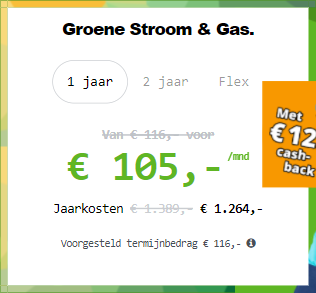 Groene Stroom & Gas.
1 jaar 2 jaar Flex
Van € 116,- voor
€ 105,- /mnd
Jaarkosten € 1.389,- € 1.264,-
Voorgesteld termijnbedrag € 116,-
Met
€ 12
cash-
back